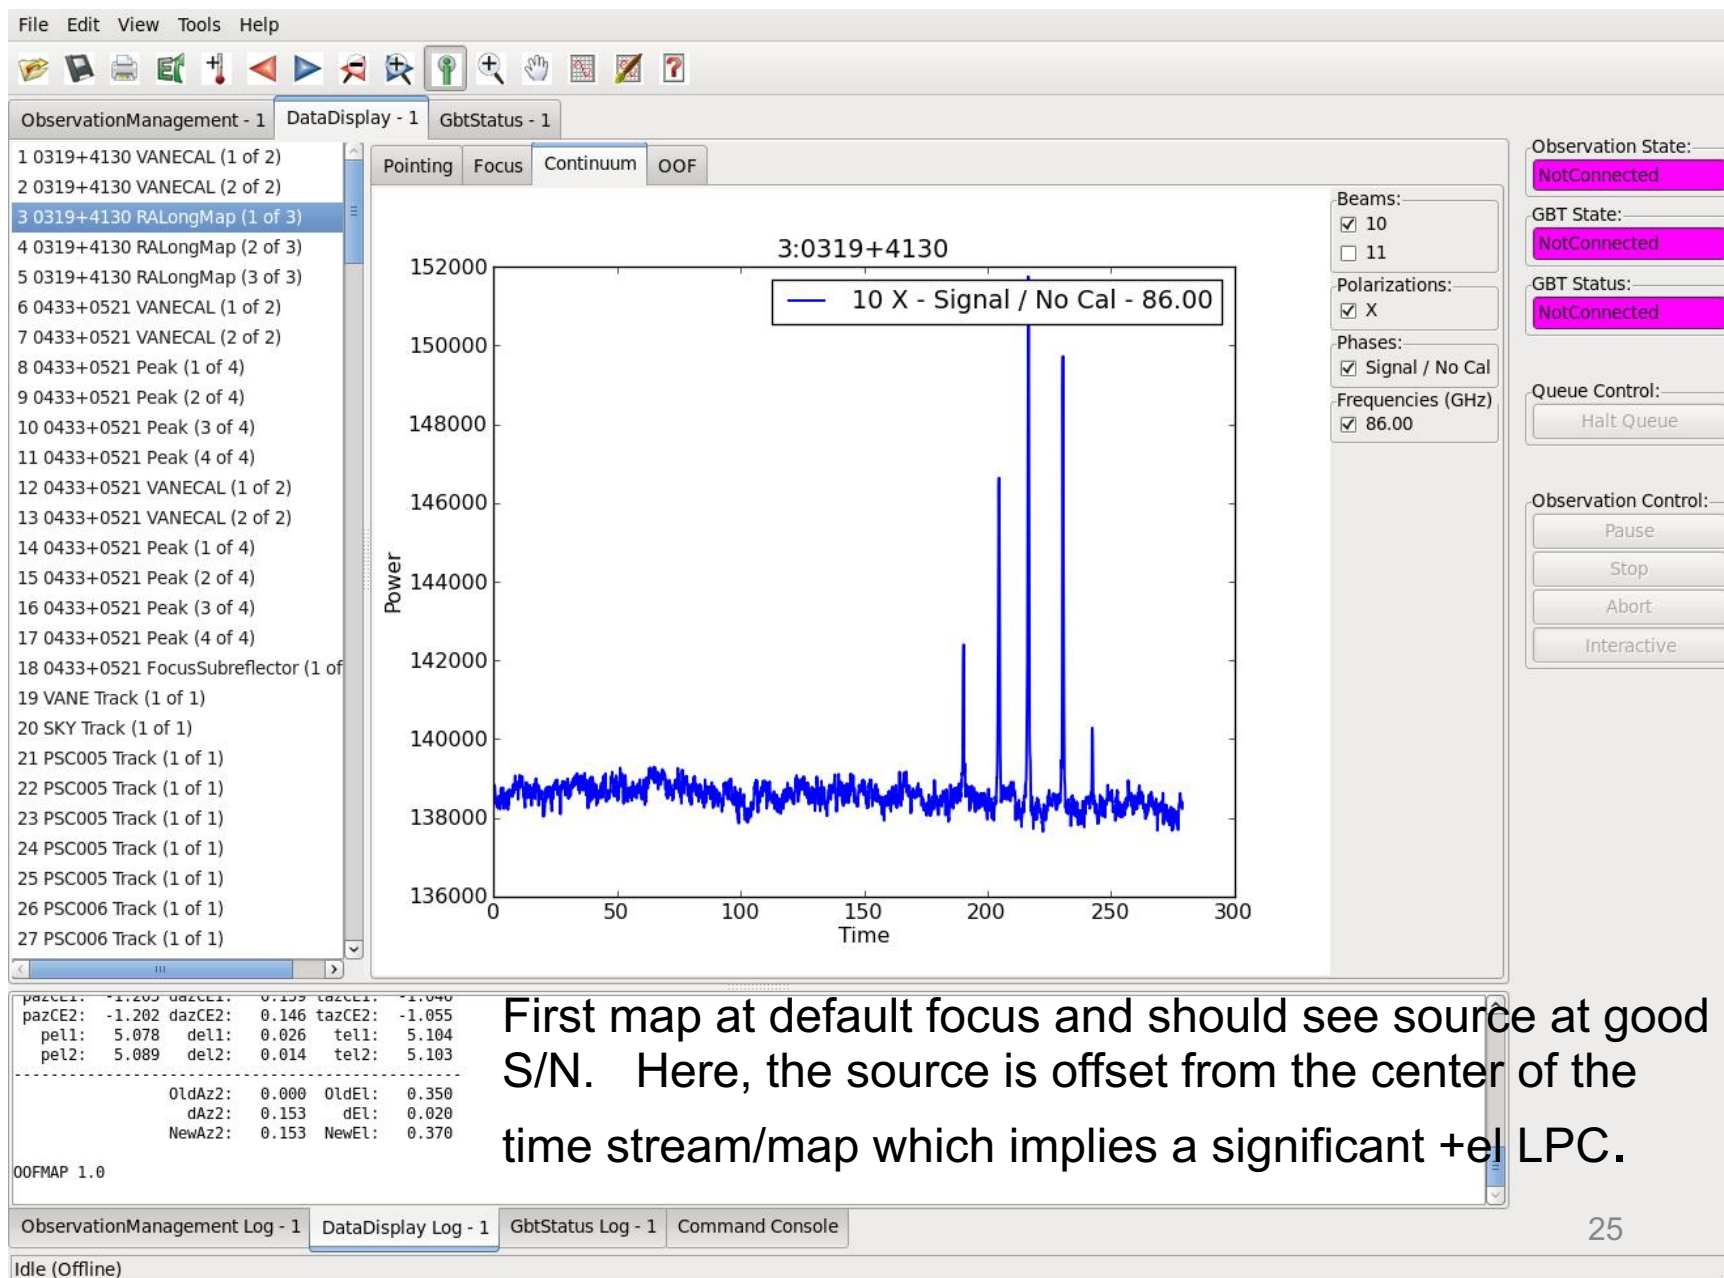 File Edit View Tools Help
ObservationManagement - 1 DataDisplay - 1 GbtStatus - 1
1 0319+4130 VANECAL (1 of 2)
2 0319+4130 VANECAL (2 of 2)
3 0319+4130 RALongMap (1 of 3)
4 0319+4130 RALongMap (2 of 3)
5 0319+4130 RALongMap (3 of 3)
6 0433+0521 VANECAL (1 of 2)
7 0433+0521 VANECAL (2 of 2)
8 0433+0521 Peak (1 of 4)
9 0433+0521 Peak (2 of 4)
10 0433+0521 Peak (3 of 4)
11 0433+0521 Peak (4 of 4)
12 0433+0521 VANECAL (1 of 2)
13 0433+0521 VANECAL (2 of 2)
14 0433+0521 Peak (1 of 4)
15 0433+0521 Peak (2 of 4)
16 0433+0521 Peak (3 of 4)
17 0433+0521 Peak (4 of 4)
18 0433+0521 FocusSubreflector (1 of
19 VANE Track (1 of 1)
20 SKY Track (1 of 1)
21 PSC005 Track (1 of 1)
22 PSC005 Track (1 of 1)
23 PSC005 Track (1 of 1)
24 PSC005 Track (1 of 1)
25 PSC005 Track (1 of 1)
26 PSC006 Track (1 of 1)
27 PSC006 Track (1 of 1)
Pointing Focus Continuum OOF
3:0319+4130
10 X - Signal / No Cal - 86.00
152000
150000
148000
146000
144000
142000
140000
138000
136000
Power
0 50 100 150 200 250 300
Time
Beams:
10
11
Polarizations:
X
Phases:
Signal / No Cal
Frequencies (GHz)
86.00
Observation State:
NotConnected
GBT State:
NotConnected
GBT Status:
NotConnected
Queue Control:
Halt Queue
Observation Control:
Pause
Stop
Abort
Interactive
pazCE1: -1.205 dazCE1: 0.159 tazCE1: -1.046
pazCE2: -1.202 dazCE2: 0.146 tazCE2: -1.055
pel1: 5.078 del1: 0.026 tel1: 5.104
pel2: 5.089 del2: 0.014 tel2: 5.103
OldAz2: 0.000 OldEl: 0.350
dAz2: 0.153 dEl: 0.020
NewAz2: 0.153 NewEl: 0.370
OOFMAP 1.0
First map at default focus and should see source at good
S/N. Here, the source is offset from the center of the
time stream/map which implies a significant +el LPC.
ObservationManagement Log - 1 DataDisplay Log - 1 GbtStatus Log - 1 Command Console
25
Idle (Offline)